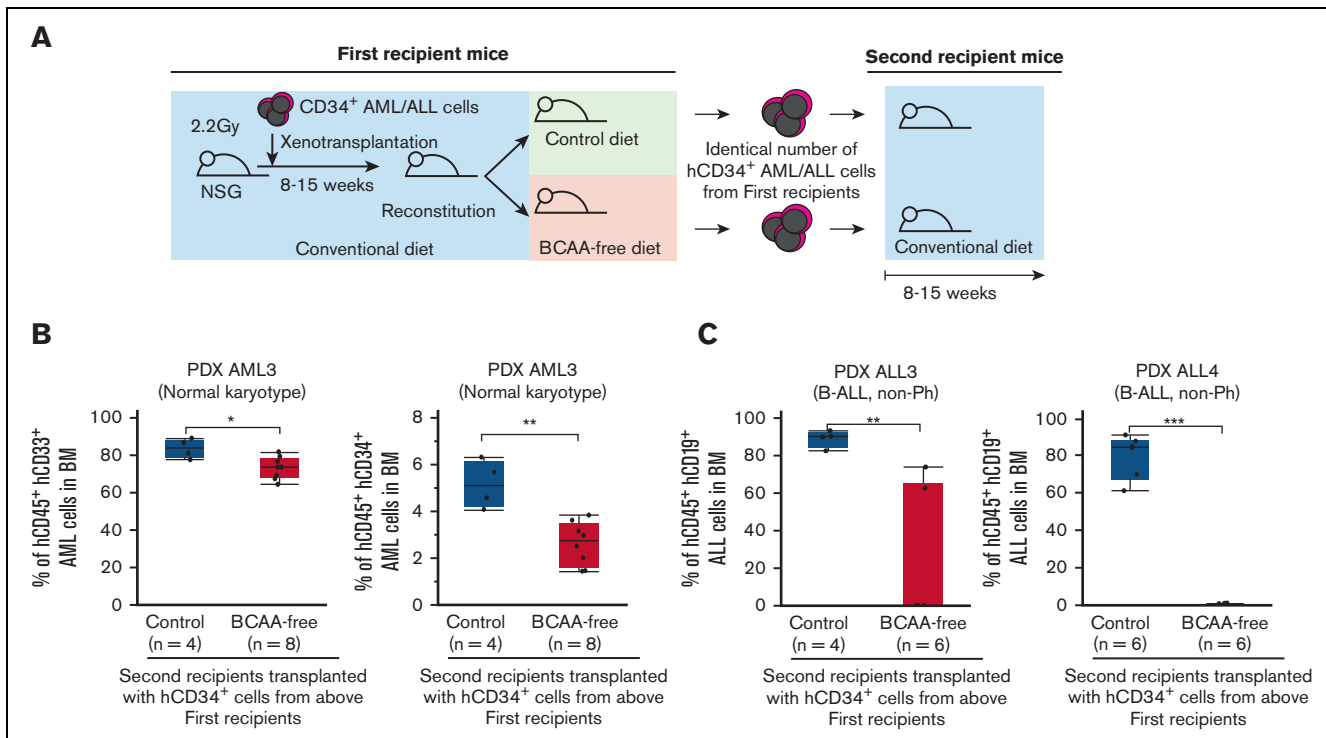 A
First recipient mice
Second recipient mice
CD34+ AML/ALL cells
2.2Gy
Xenotransplantation
NSG
8-15 weeks
Reconstitution
Conventional diet
Control diet
BCAA-free diet
Identical number of
hCD34+ AML/ALL cells
from First recipients
Conventional diet
8-15 weeks
B
PDX AML3
(Normal karyotype)
% of hCD45+ hCD33+
AML cells in BM
100
80
60
40
20
0
*
Control
(n = 4)
BCAA-free
(n = 8)
Second recipients transplanted
with hCD34+ cells from above
First recipients
PDX AML3
(Normal karyotype)
% of hCD45+ hCD34+
AML cells in BM
8
6
4
2
0
**
Control
(n = 4)
BCAA-free
(n = 8)
Second recipients transplanted
with hCD34+ cells from above
First recipients
C
PDX ALL3
(B-ALL, non-Ph)
% of hCD45+ hCD19+
ALL cells in BM
100
80
60
40
20
0
**
Control
(n = 4)
BCAA-free
(n = 6)
Second recipients transplanted
with hCD34+ cells from above
First recipients
PDX ALL4
(B-ALL, non-Ph)
% of hCD45+ hCD19+
ALL cells in BM
100
80
60
40
20
0
***
Control
(n = 6)
BCAA-free
(n = 6)
Second recipients transplanted
with hCD34+ cells from above
First recipients